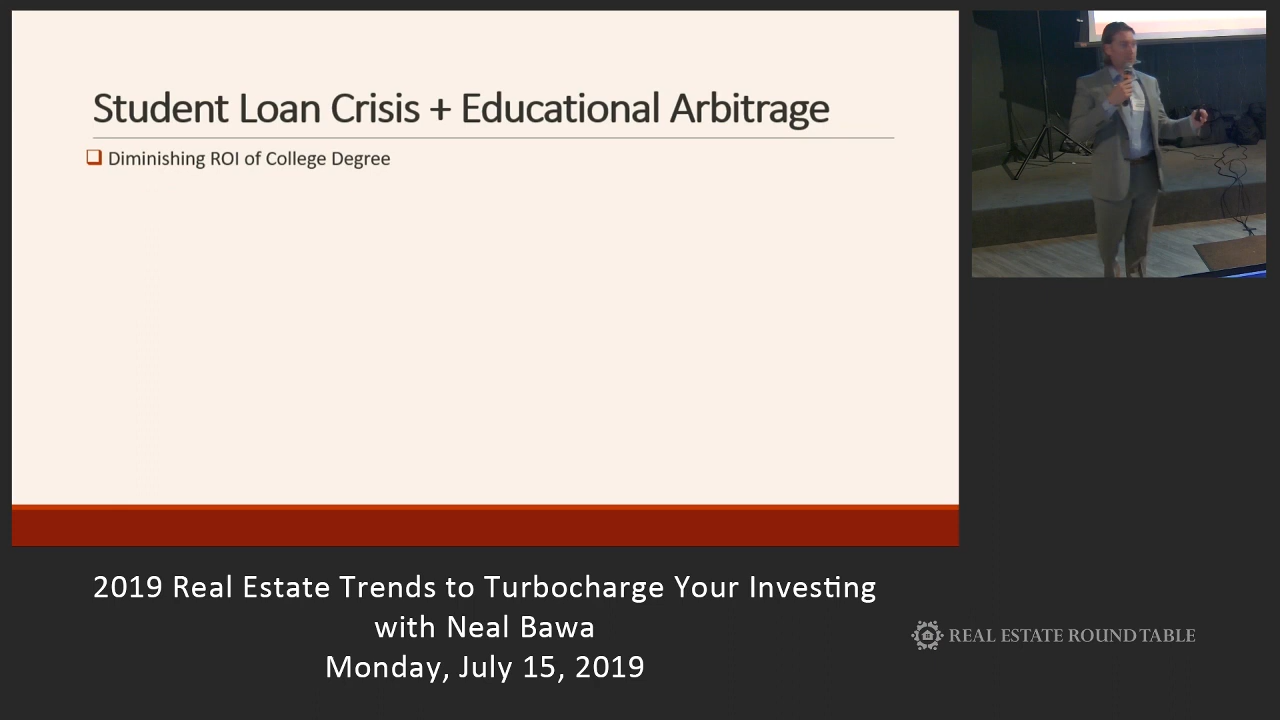 Student Loan Crisis + Educational Arbitrage
Diminishing ROI of College Degree
2019 Real Estate Trends to Turbocharge Your Investing
with Neal Bawa
Monday, July 15, 2019
REAL ESTATE ROUND TABLE